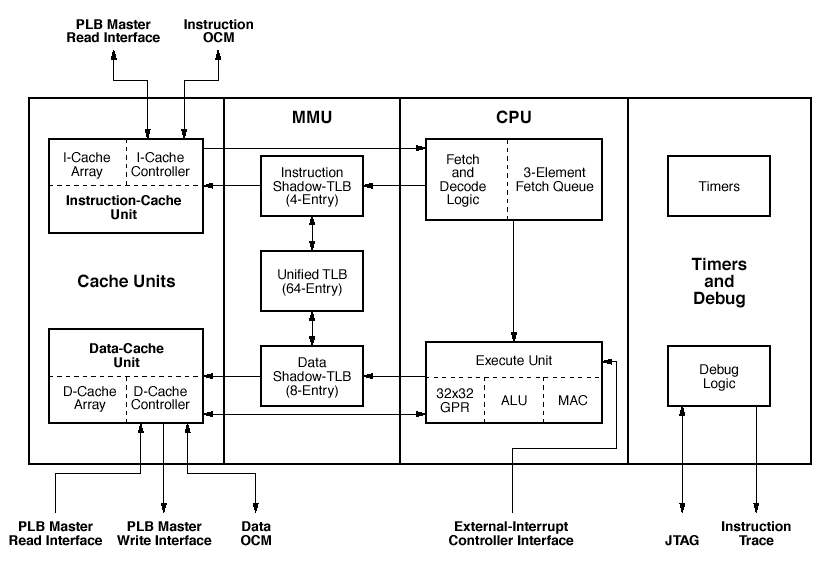 PLB Master
Read Interface
Instruction
OCM
MMU
CPU
I-Cache
Array
I-Cache
Controller
Instruction-Cache
Unit
Instruction
Shadow-TLB
(4-Entry)
Fetch
and
Decode
Logic
3-Element
Fetch Queue
Timers
Cache Units
Unified TLB
(64-Entry)
Timers
and
Debug
Data-Cache
Unit
D-Cache
Array
D-Cache
Controller
Data
Shadow-TLB
(8-Entry)
Execute Unit
32x32
GPR
ALU
MAC
Debug
Logic
PLB Master
Read Interface
PLB Master
Write Interface
Data
OCM
External-Interrupt
Controller Interface
JTAG
Instruction
Trace